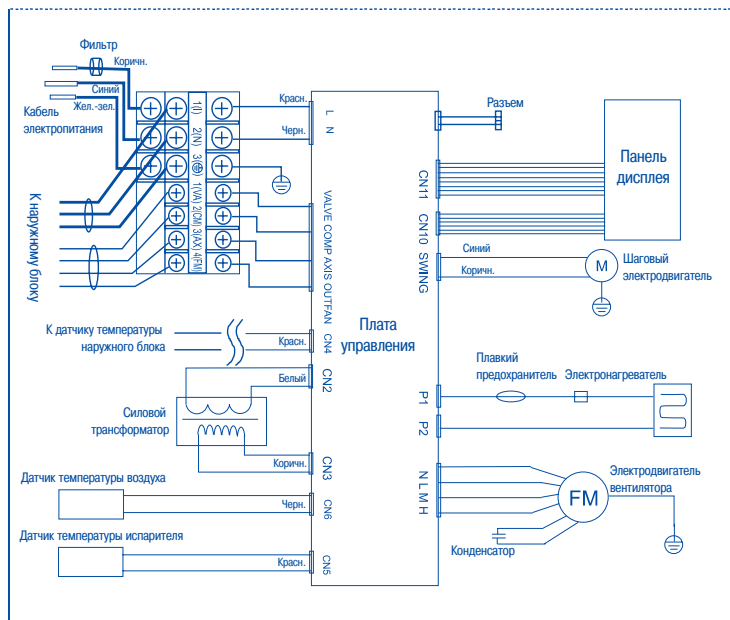 Фильтр
Коричн.
Синий
Жел.-зел.
Кабель
электропитания
К наружному блоку
1(I)
2(N)
3(⏚)
1(VA)
2(CM)
3(AX)
4(FM)
Красн.
Черн.
L N
VALVE COMP AXIS OUTFAN
К датчику температуры
наружного блока
Красн.
CN4
CN2
Белый
Силовой
трансформатор
Коричн.
CN3
Датчик температуры воздуха
Черн.
CN6
Датчик температуры испарителя
Красн.
CN5
Плата
управления
Разъем
CN11
CN10
Панель
дисплея
SWING
Синий
Коричн.
M
Шаговый
электродвигатель
Плавкий
предохранитель
Электронагреватель
P1
P2
N L M H
FM
Электродвигатель
вентилятора
Конденсатор